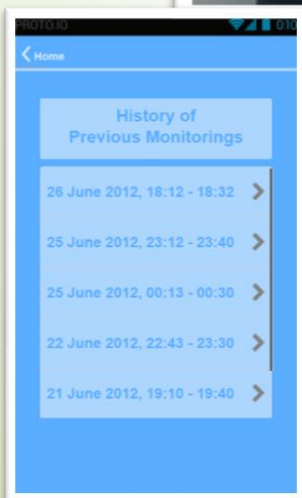 PROTO.IO 010
Home
History of
Previous Monitorings
26 June 2012, 18:12 - 18:32
25 June 2012, 23:12 - 23:40
25 June 2012, 00:13 - 00:30
22 June 2012, 22:43 - 23:30
21 June 2012, 19:10 - 19:40